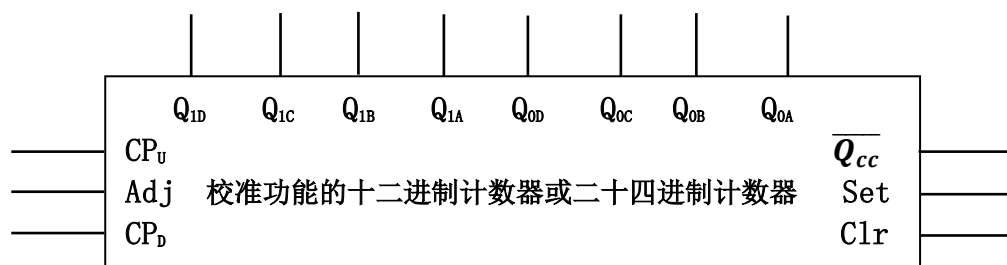 Q1D Q1C Q1B Q1A Q0D Q0C Q0B Q0A
CPU Q̅c̅c̅
Adj 校准功能的十二进制计数器或二十四进制计数器 Set
CPD Clr